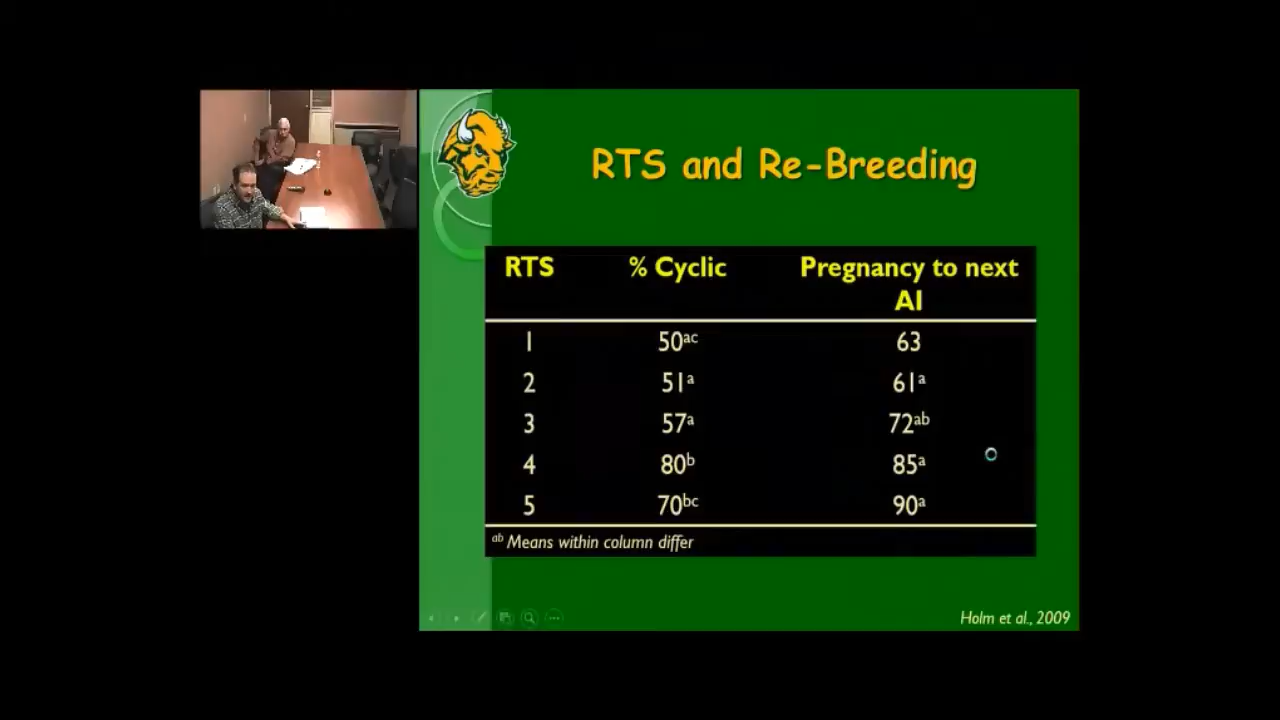 RTS and Re-Breeding
RTS % Cyclic Pregnancy to next
AI
1 50ac 63
2 51a 61a
3 57a 72ab
4 80b 85a
5 70bc 90a
ab Means within column differ
Holm et al., 2009